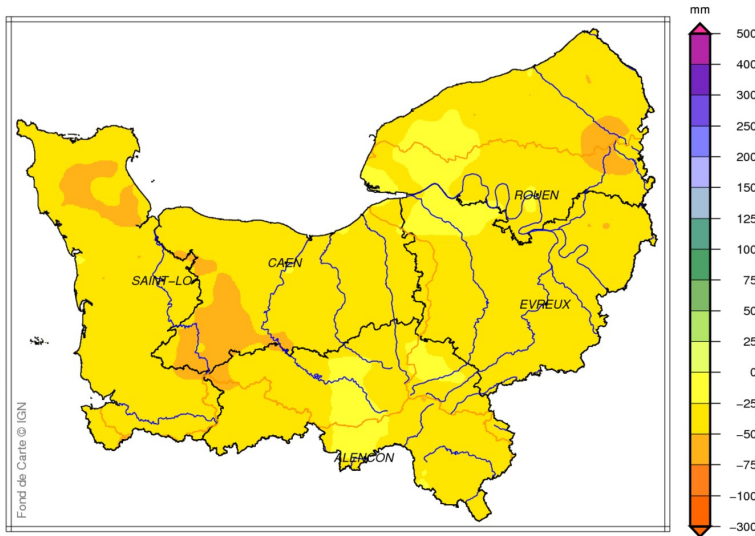 mm
500
400
300
250
200
150
125
100
75
50
25
0
-25
-50
-75
-100
-300
ROUEN
CAEN
SAINT-LO
EVREUX
ALENCON
Fond de Carte © IGN